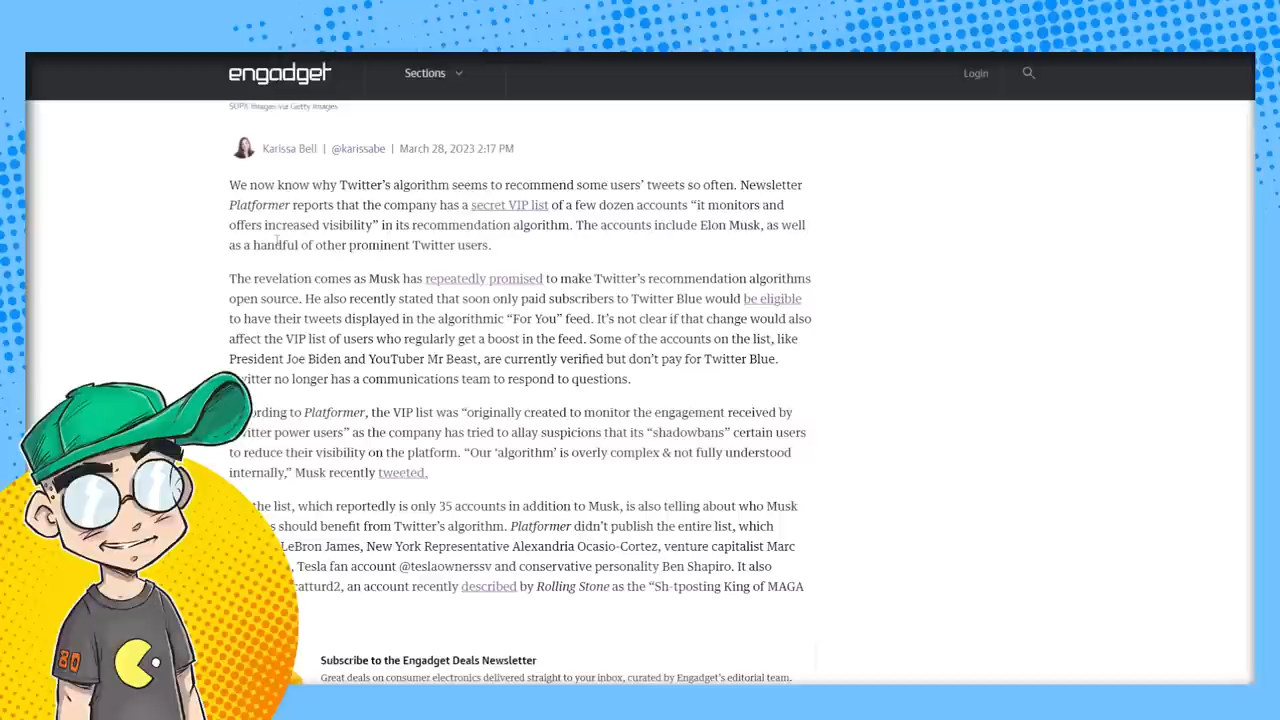 engadget
Sections
Login
SOPA Images via Getty Images
Karissa Bell | @karissabe | March 28, 2023 2:17 PM
We now know why Twitter's algorithm seems to recommend some users' tweets so often. Newsletter
Platformer reports that the company has a secret VIP list of a few dozen accounts “it monitors and
offers increased visibility” in its recommendation algorithm. The accounts include Elon Musk, as well
as a handful of other prominent Twitter users.
The revelation comes as Musk has repeatedly promised to make Twitter's recommendation algorithms
open source. He also recently stated that soon only paid subscribers to Twitter Blue would be eligible
to have their tweets displayed in the algorithmic “For You” feed. It's not clear if that change would also
affect the VIP list of users who regularly get a boost in the feed. Some of the accounts on the list, like
President Joe Biden and YouTuber Mr Beast, are currently verified but don't pay for Twitter Blue.
itter no longer has a communications team to respond to questions.
ording to Platformer, the VIP list was “originally created to monitor the engagement received by
itter power users” as the company has tried to allay suspicions that its “shadowbans” certain users
to reduce their visibility on the platform. “Our ‘algorithm’ is overly complex & not fully understood
internally,” Musk recently tweeted.
the list, which reportedly is only 35 accounts in addition to Musk, is also telling about who Musk
s should benefit from Twitter's algorithm. Platformer didn't publish the entire list, which
LeBron James, New York Representative Alexandria Ocasio-Cortez, venture capitalist Marc
, Tesla fan account @teslaownerssv and conservative personality Ben Shapiro. It also
atturd2, an account recently described by Rolling Stone as the “Sh-tposting King of MAGA
Subscribe to the Engadget Deals Newsletter
Great deals on consumer electronics delivered straight to your inbox, curated by Engadget's editorial team.
80